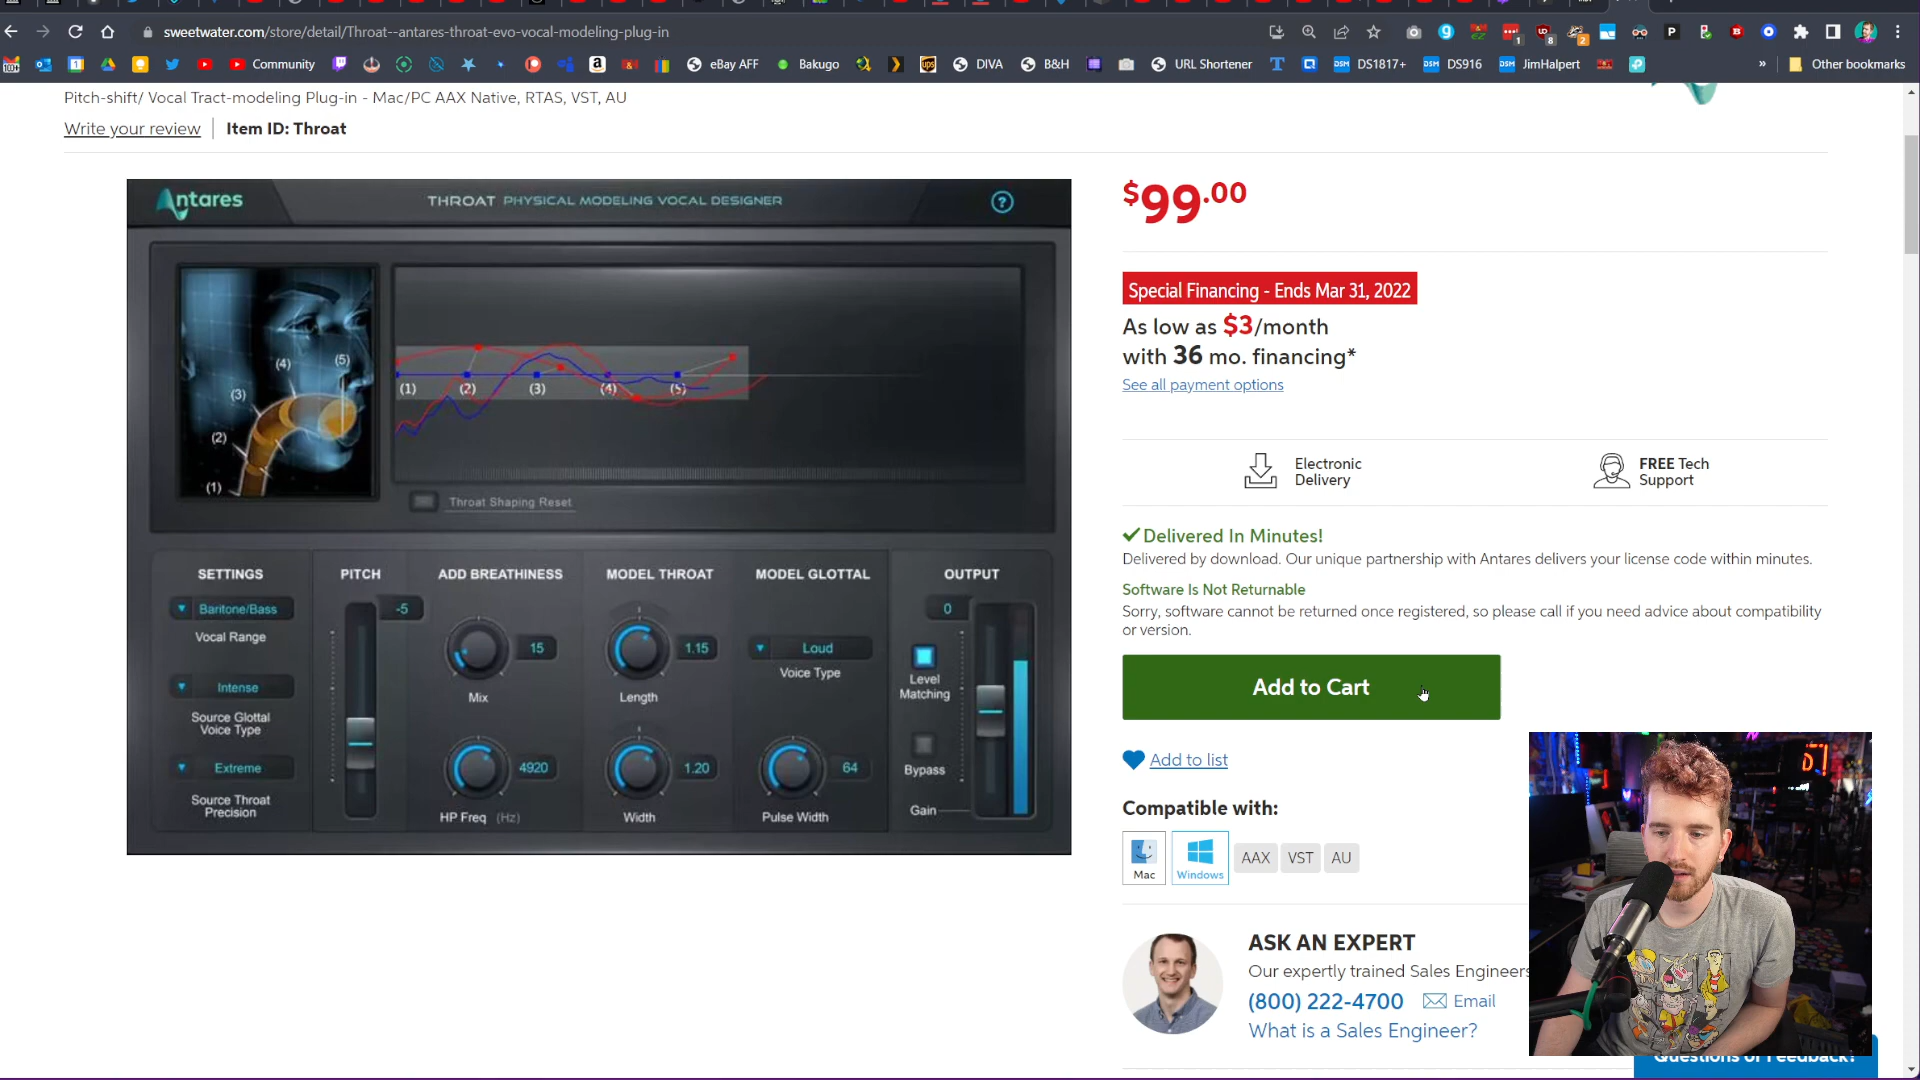 sweetwater.com/store/detail/Throat--antares-throat-evo-vocal-modeling-plug-in
Community
eBay AFF
Bakugo
DIVA
B&H
URL Shortener
DS1817+
DS916
JimHalpert
»
Other bookmarks
Pitch-shift/ Vocal Tract-modeling Plug-in - Mac/PC AAX Native, RTAS, VST, AU
Write your review
Item ID: Throat
Antares
THROAT PHYSICAL MODELING VOCAL DESIGNER
?
(1)
(2)
(3)
(4)
(5)
(1)
(2)
(3)
(4)
(5)
Throat Shaping Reset
SETTINGS
Baritone/Bass
Vocal Range
Intense
Source Glottal
Voice Type
Extreme
Source Throat
Precision
PITCH
-5
ADD BREATHINESS
15
Mix
4920
HP Freq (Hz)
MODEL THROAT
1.15
Length
1.20
Width
MODEL GLOTTAL
Loud
Voice Type
64
Pulse Width
OUTPUT
0
Level
Matching
Bypass
Gain
$99.00
Special Financing - Ends Mar 31, 2022
As low as $3/month
with 36 mo. financing*
See all payment options
Electronic
Delivery
FREE Tech
Support
Delivered In Minutes!
Delivered by download. Our unique partnership with Antares delivers your license code within minutes.
Software Is Not Returnable
Sorry, software cannot be returned once registered, so please call if you need advice about compatibility
or version.
Add to Cart
Add to list
Compatible with:
Mac
Windows
AAX
VST
AU
ASK AN EXPERT
Our expertly trained Sales Engineers
(800) 222-4700
Email
What is a Sales Engineer?
Questions or Feedback?